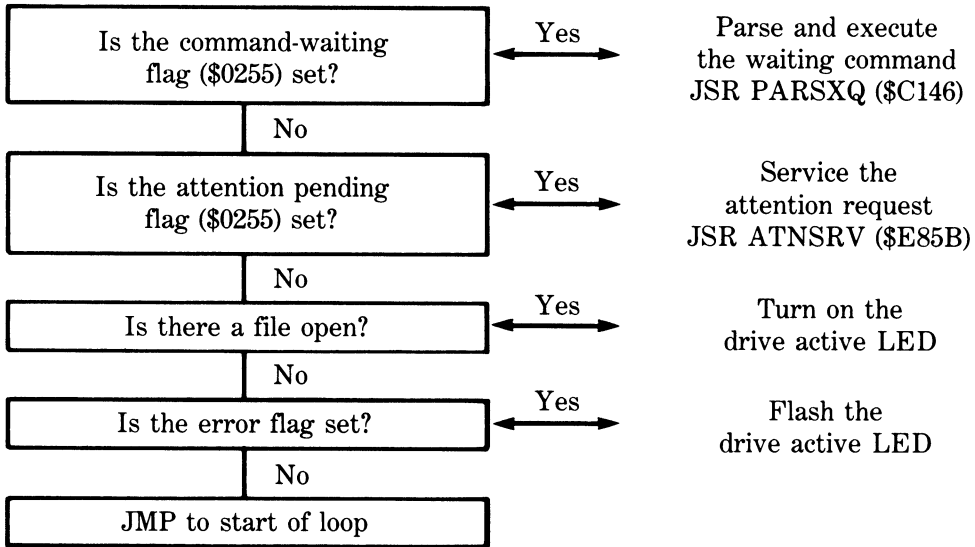 Is the command-waiting
flag ($0255) set?
Yes
Parse and execute
the waiting command
JSR PARSXQ ($C146)
No
Is the attention pending
flag ($0255) set?
Yes
Service the
attention request
JSR ATNSRV ($E85B)
No
Is there a file open?
Yes
Turn on the
drive active LED
No
Is the error flag set?
Yes
Flash the
drive active LED
No
JMP to start of loop